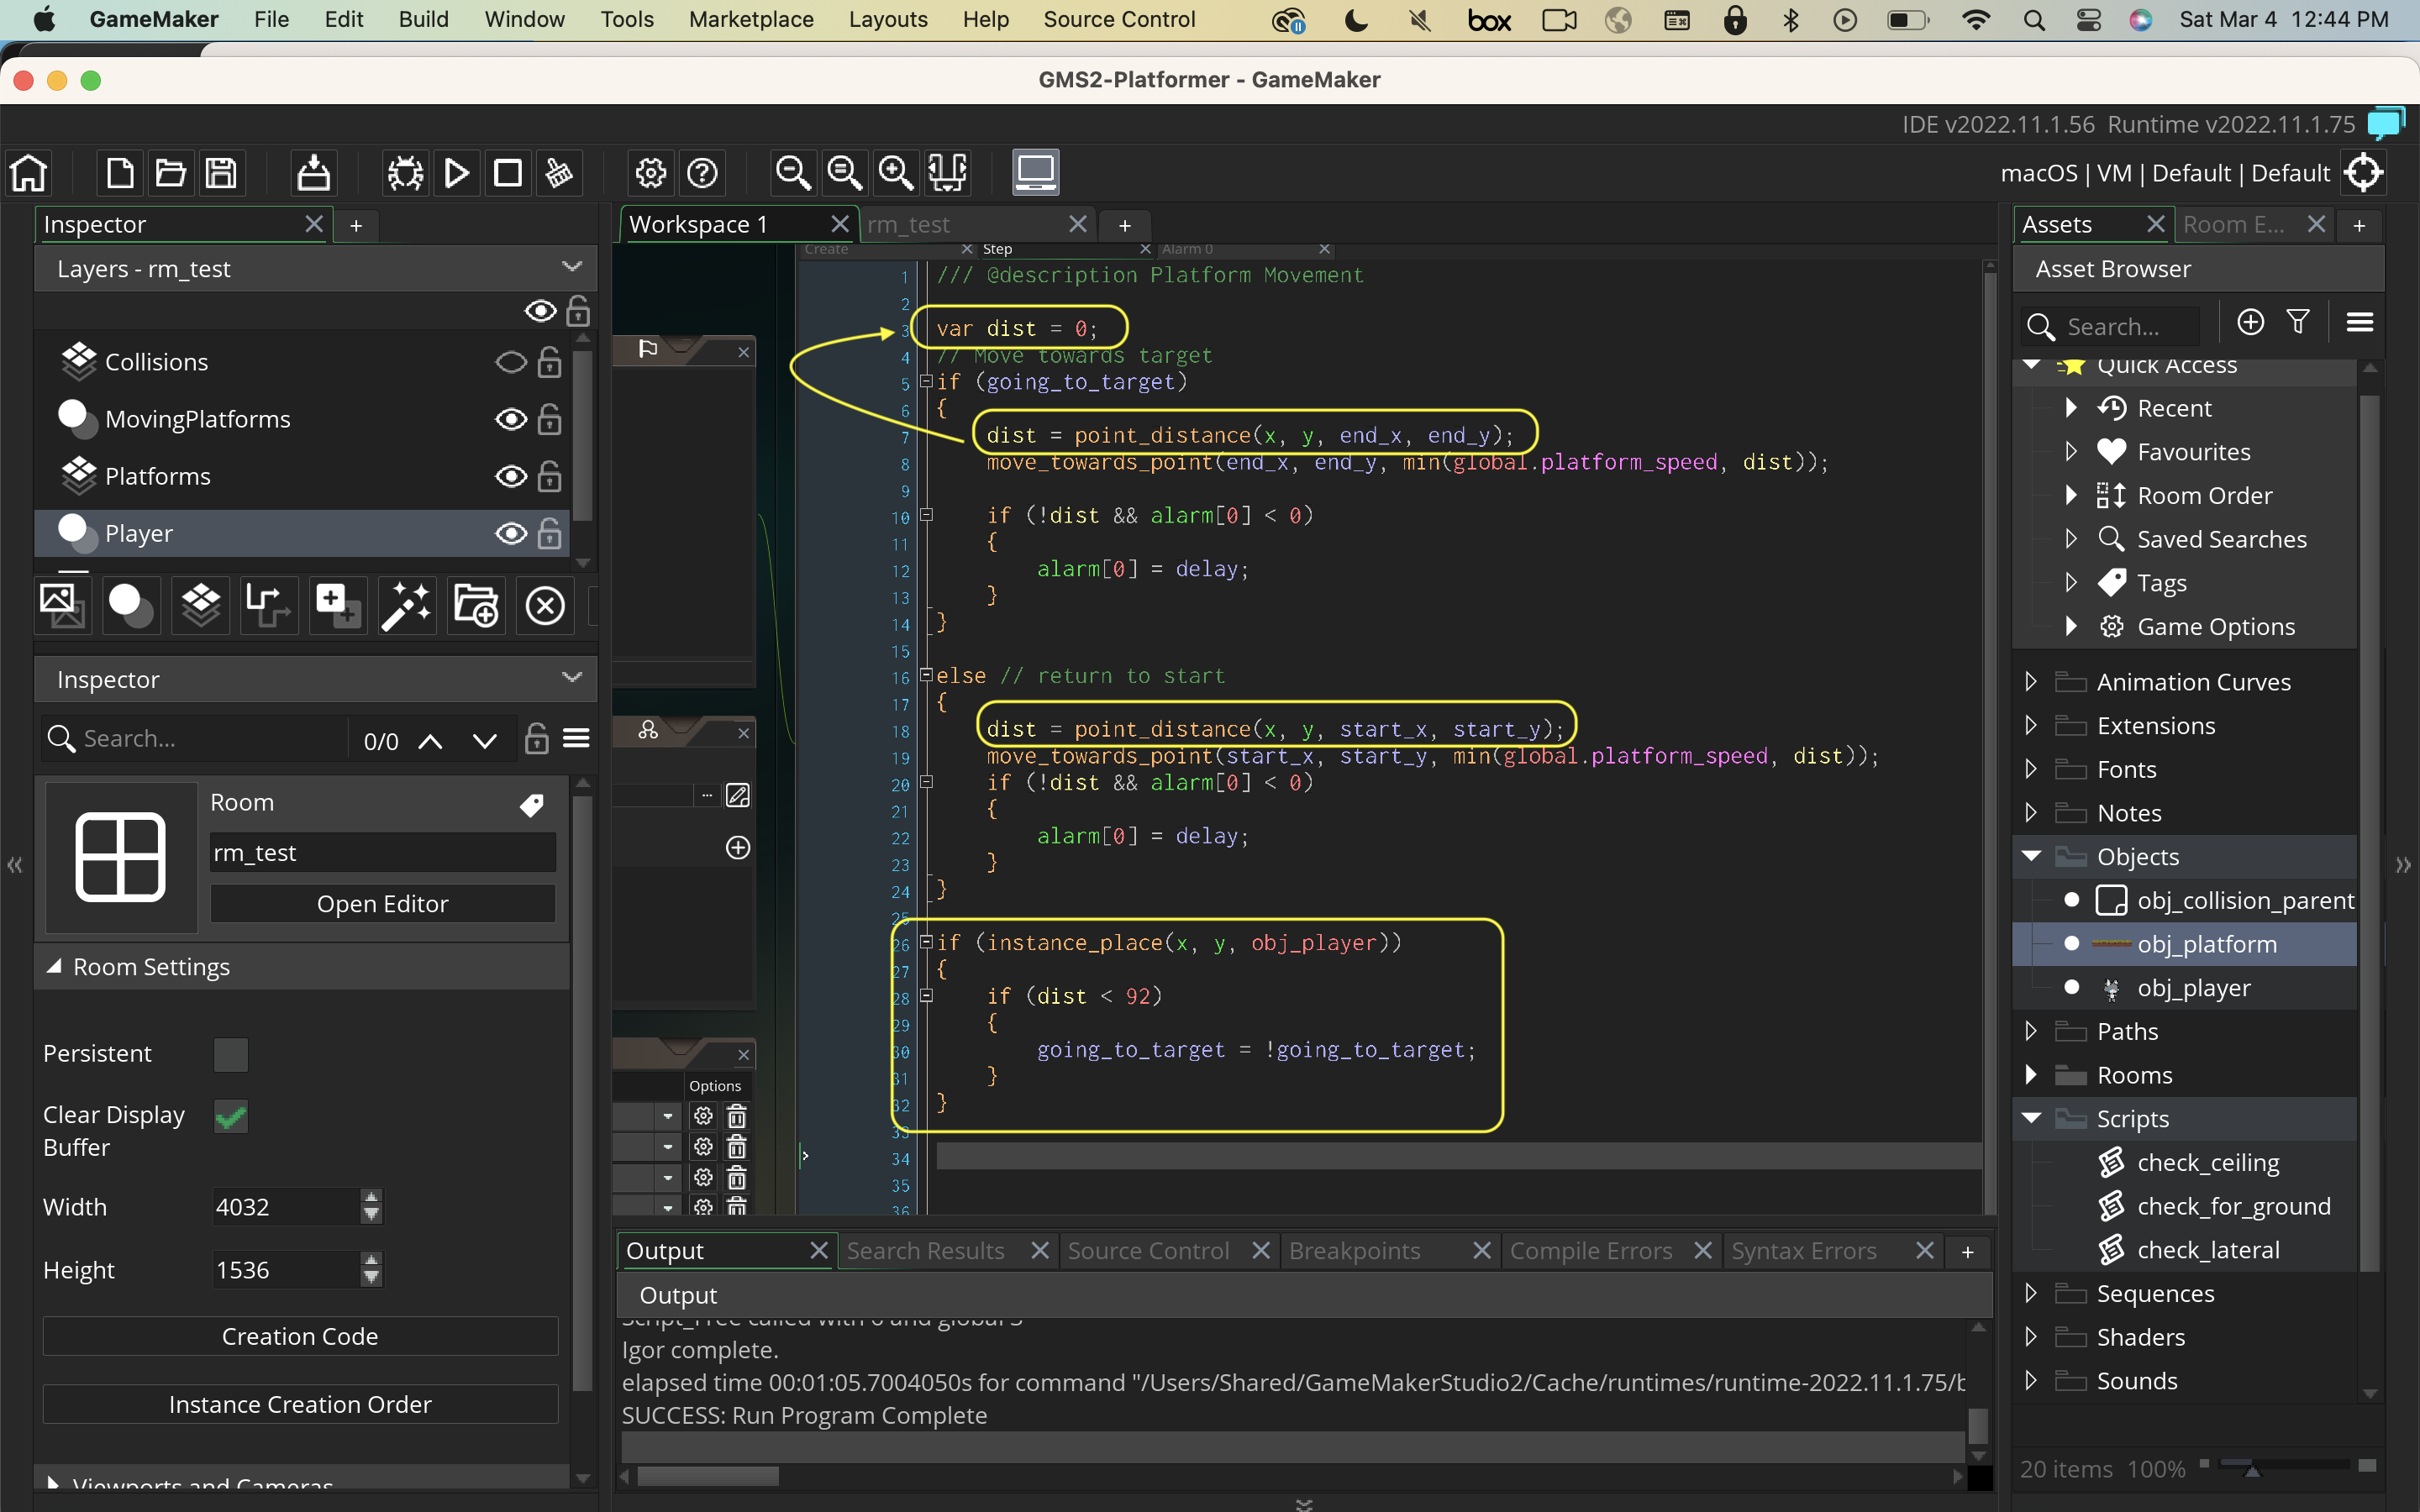 GameMaker File Edit Build Window Tools Marketplace Layouts Help Source Control box Sat Mar 4 12:44 PM
GMS2-Platformer - GameMaker
IDE v2022.11.1.56 Runtime v2022.11.1.75
macOS | VM | Default | Default
Inspector
+
Layers - rm_test
Collisions
MovingPlatforms
Platforms
Player
Inspector
Search...
0/0
Room
rm_test
Open Editor
Room Settings
Persistent
Clear Display
Buffer
Width
4032
Height
1536
Creation Code
Instance Creation Order
Viewports and Cameras
Workspace 1
rm_test
+
Create
Step
Alarm 0
Options
1 /// @description Platform Movement
2
3 var dist = 0;
4 // Move towards target
5 if (going_to_target)
6 {
7 dist = point_distance(x, y, end_x, end_y);
8 move_towards_point(end_x, end_y, min(global.platform_speed, dist));
9
10 if (!dist && alarm[0] < 0)
11 {
12 alarm[0] = delay;
13 }
14 }
15
16 else // return to start
17 {
18 dist = point_distance(x, y, start_x, start_y);
19 move_towards_point(start_x, start_y, min(global.platform_speed, dist));
20 if (!dist && alarm[0] < 0)
21 {
22 alarm[0] = delay;
23 }
24 }
25
26 if (instance_place(x, y, obj_player))
27 {
28 if (dist < 92)
29 {
30 going_to_target = !going_to_target;
31 }
32 }
33
34
35
36
Output
Search Results
Source Control
Breakpoints
Compile Errors
Syntax Errors
+
Output
Script_Free called with 0 and global 3
Igor complete.
elapsed time 00:01:05.7004050s for command "/Users/Shared/GameMakerStudio2/Cache/runtimes/runtime-2022.11.1.75/b
SUCCESS: Run Program Complete
Assets
Room E...
+
Asset Browser
Search...
Quick Access
Recent
Favourites
Room Order
Saved Searches
Tags
Game Options
Animation Curves
Extensions
Fonts
Notes
Objects
obj_collision_parent
obj_platform
obj_player
Paths
Rooms
Scripts
check_ceiling
check_for_ground
check_lateral
Sequences
Shaders
Sounds
20 items 100%